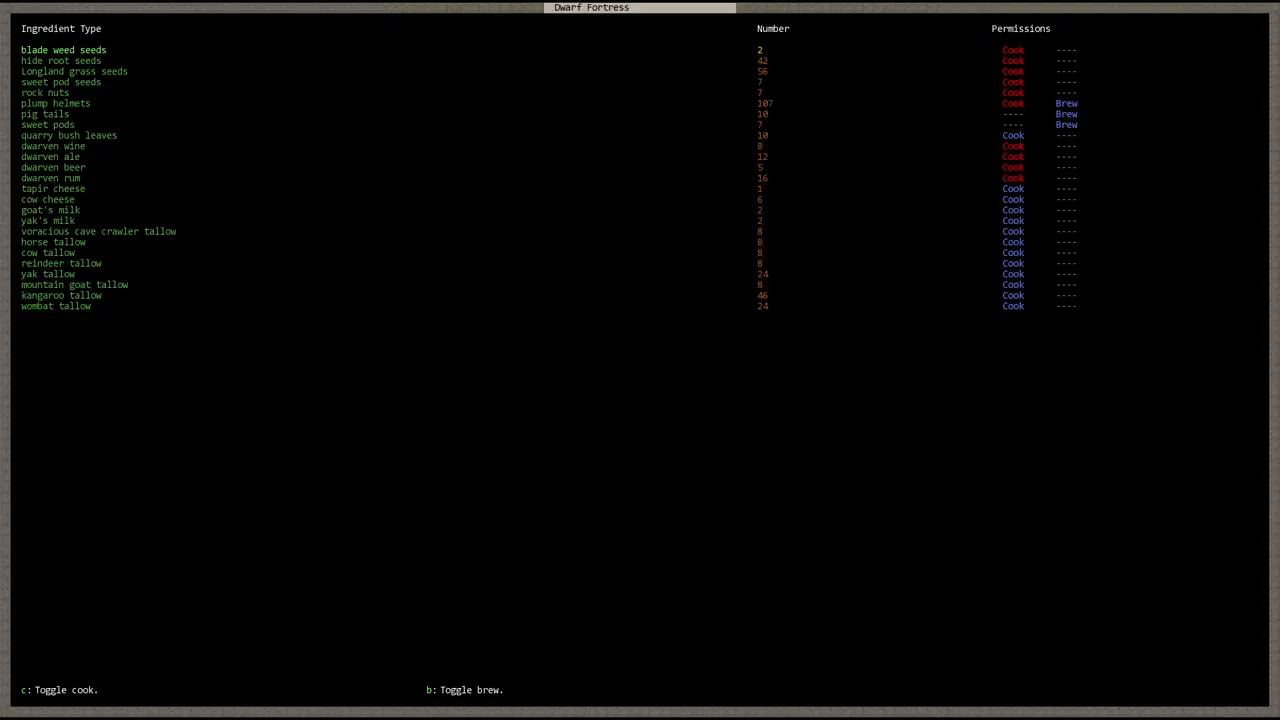 Dwarf Fortress
Ingredient Type Number Permissions
blade weed seeds 2 Cook ----
hide root seeds 42 Cook ----
Longland grass seeds 56 Cook ----
sweet pod seeds 7 Cook ----
rock nuts 7 Cook ----
plump helmets 107 Cook Brew
pig tails 10 ---- Brew
sweet pods 7 ---- Brew
quarry bush leaves 10 Cook ----
dwarven wine 8 Cook ----
dwarven ale 12 Cook ----
dwarven beer 5 Cook ----
dwarven rum 16 Cook ----
tapir cheese 1 Cook ----
cow cheese 6 Cook ----
goat's milk 2 Cook ----
yak's milk 2 Cook ----
voracious cave crawler tallow 8 Cook ----
horse tallow 8 Cook ----
cow tallow 8 Cook ----
reindeer tallow 8 Cook ----
yak tallow 24 Cook ----
mountain goat tallow 8 Cook ----
kangaroo tallow 46 Cook ----
wombat tallow 24 Cook ----
c: Toggle cook. b: Toggle brew.